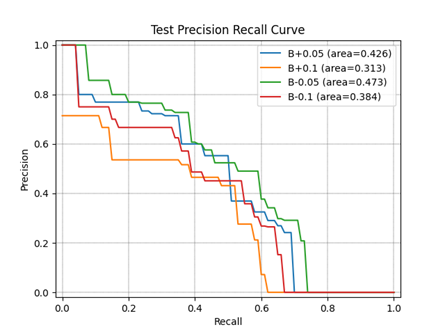 Test Precision Recall Curve
B+0.05 (area=0.426)
B+0.1 (area=0.313)
B-0.05 (area=0.473)
B-0.1 (area=0.384)
Precision
1.0
0.8
0.6
0.4
0.2
0.0
0.0 0.2 0.4 0.6 0.8 1.0
Recall